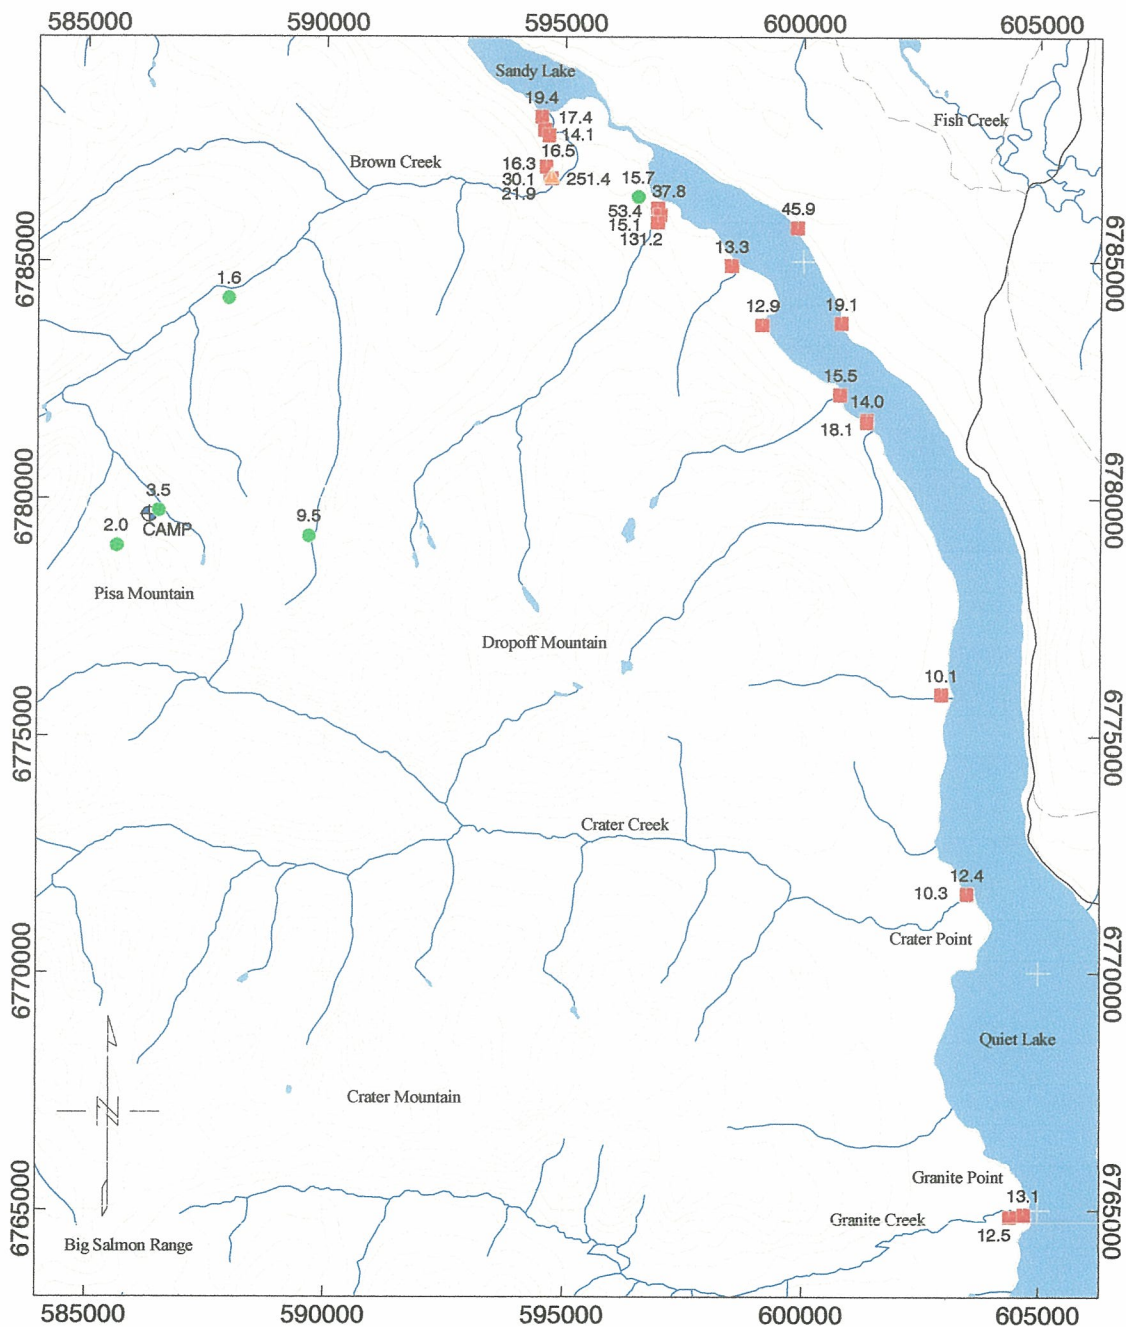 585000 590000 595000 600000 605000
Sandy Lake
19.4
17.4
Fish Creek
14.1
16.5
Brown Creek
16.3
30.1 251.4 15.7
21.9
37.8
53.4
45.9
15.1
131.2
6785000
6785000
13.3
1.6
12.9
19.1
15.5
14.0
18.1
6780000
6780000
3.5
CAMP
2.0
9.5
Pisa Mountain
Dropoff Mountain
10.1
6775000
6775000
Crater Creek
12.4
10.3
Crater Point
6770000
6770000
Quiet Lake
N
Crater Mountain
Granite Point
13.1
6765000
6765000
Granite Creek
12.5
Big Salmon Range
585000 590000 595000 600000 605000